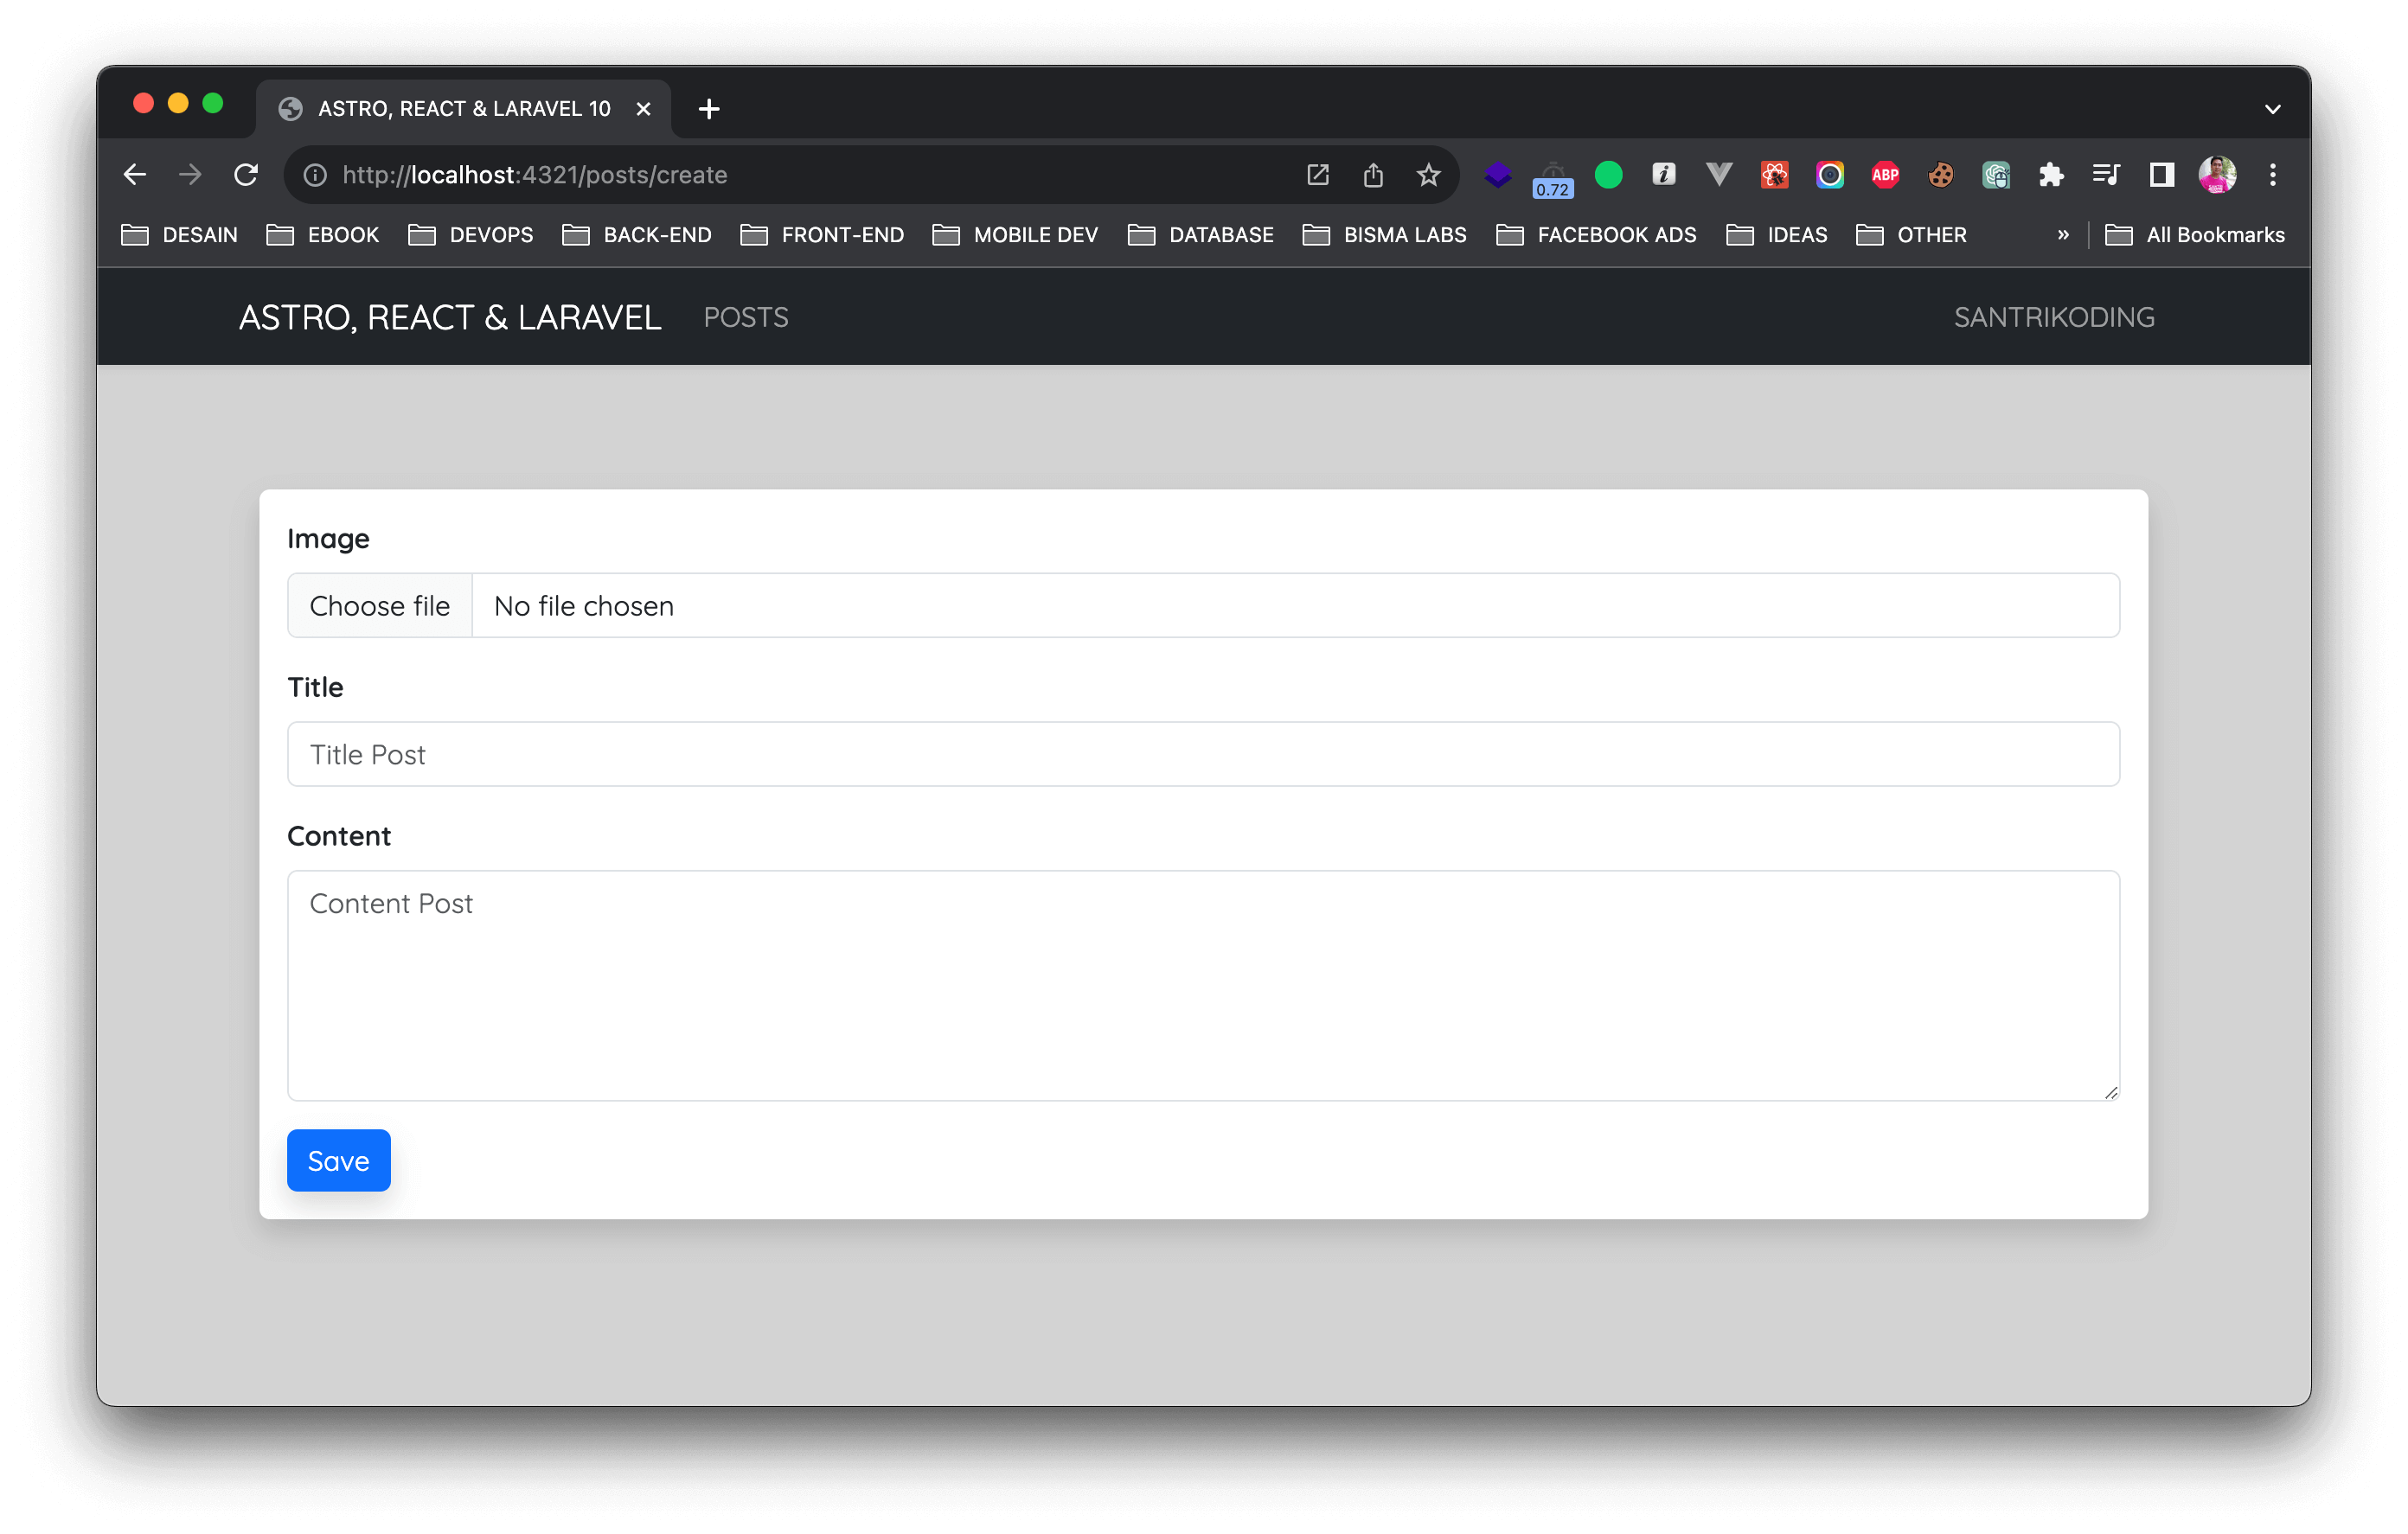 ASTRO, REACT & LARAVEL 10
http://localhost:4321/posts/create
0.72
ABP
DESAIN EBOOK DEVOPS BACK-END FRONT-END MOBILE DEV DATABASE BISMA LABS FACEBOOK ADS IDEAS OTHER » All Bookmarks
ASTRO, REACT & LARAVEL POSTS SANTRIKODING
Image
Choose file No file chosen
Title
Title Post
Content
Content Post
Save